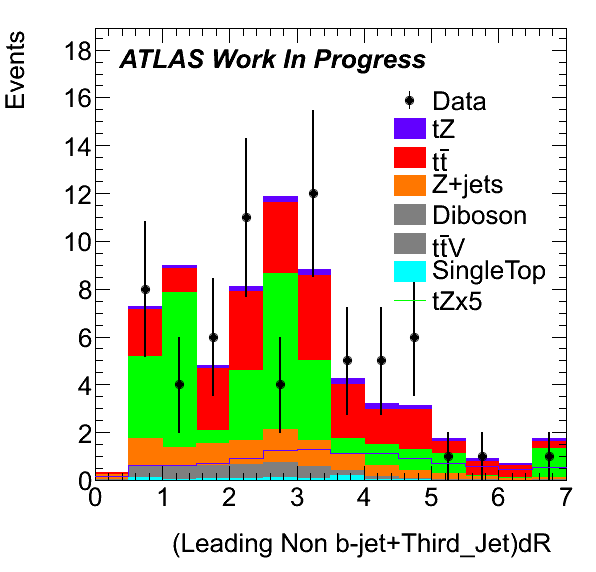 Events
ATLAS Work In Progress
Data
tZ
tt̄
Z+jets
Diboson
tt̄V
SingleTop
tZx5
18
16
14
12
10
8
6
4
2
0
0 1 2 3 4 5 6 7
(Leading Non b-jet+Third_Jet)dR